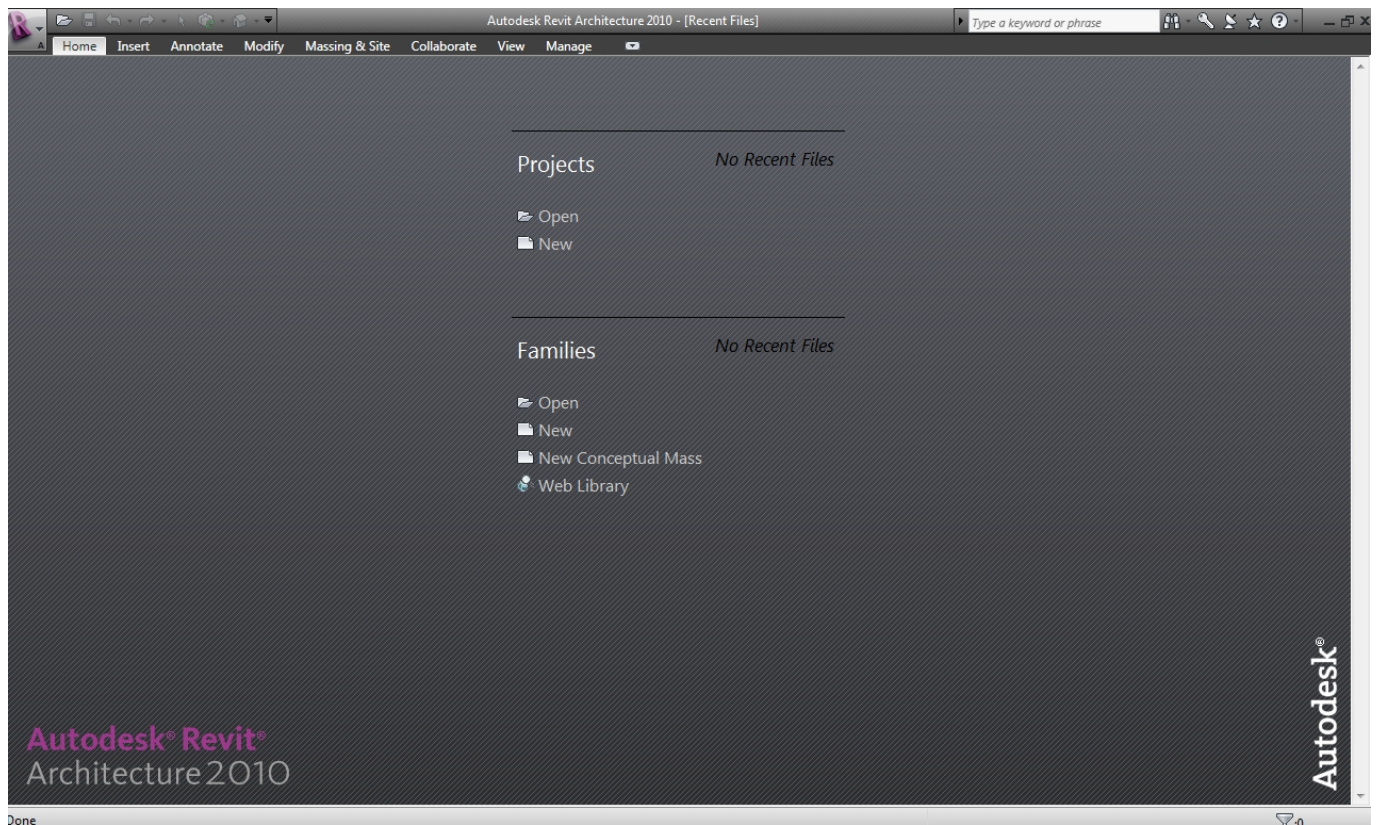 Autodesk Revit Architecture 2010 - [Recent Files]
Type a keyword or phrase
Home Insert Annotate Modify Massing & Site Collaborate View Manage
Projects No Recent Files
Open
New
Families No Recent Files
Open
New
New Conceptual Mass
Web Library
Autodesk®
Autodesk® Revit®
Architecture 2010
Done :0